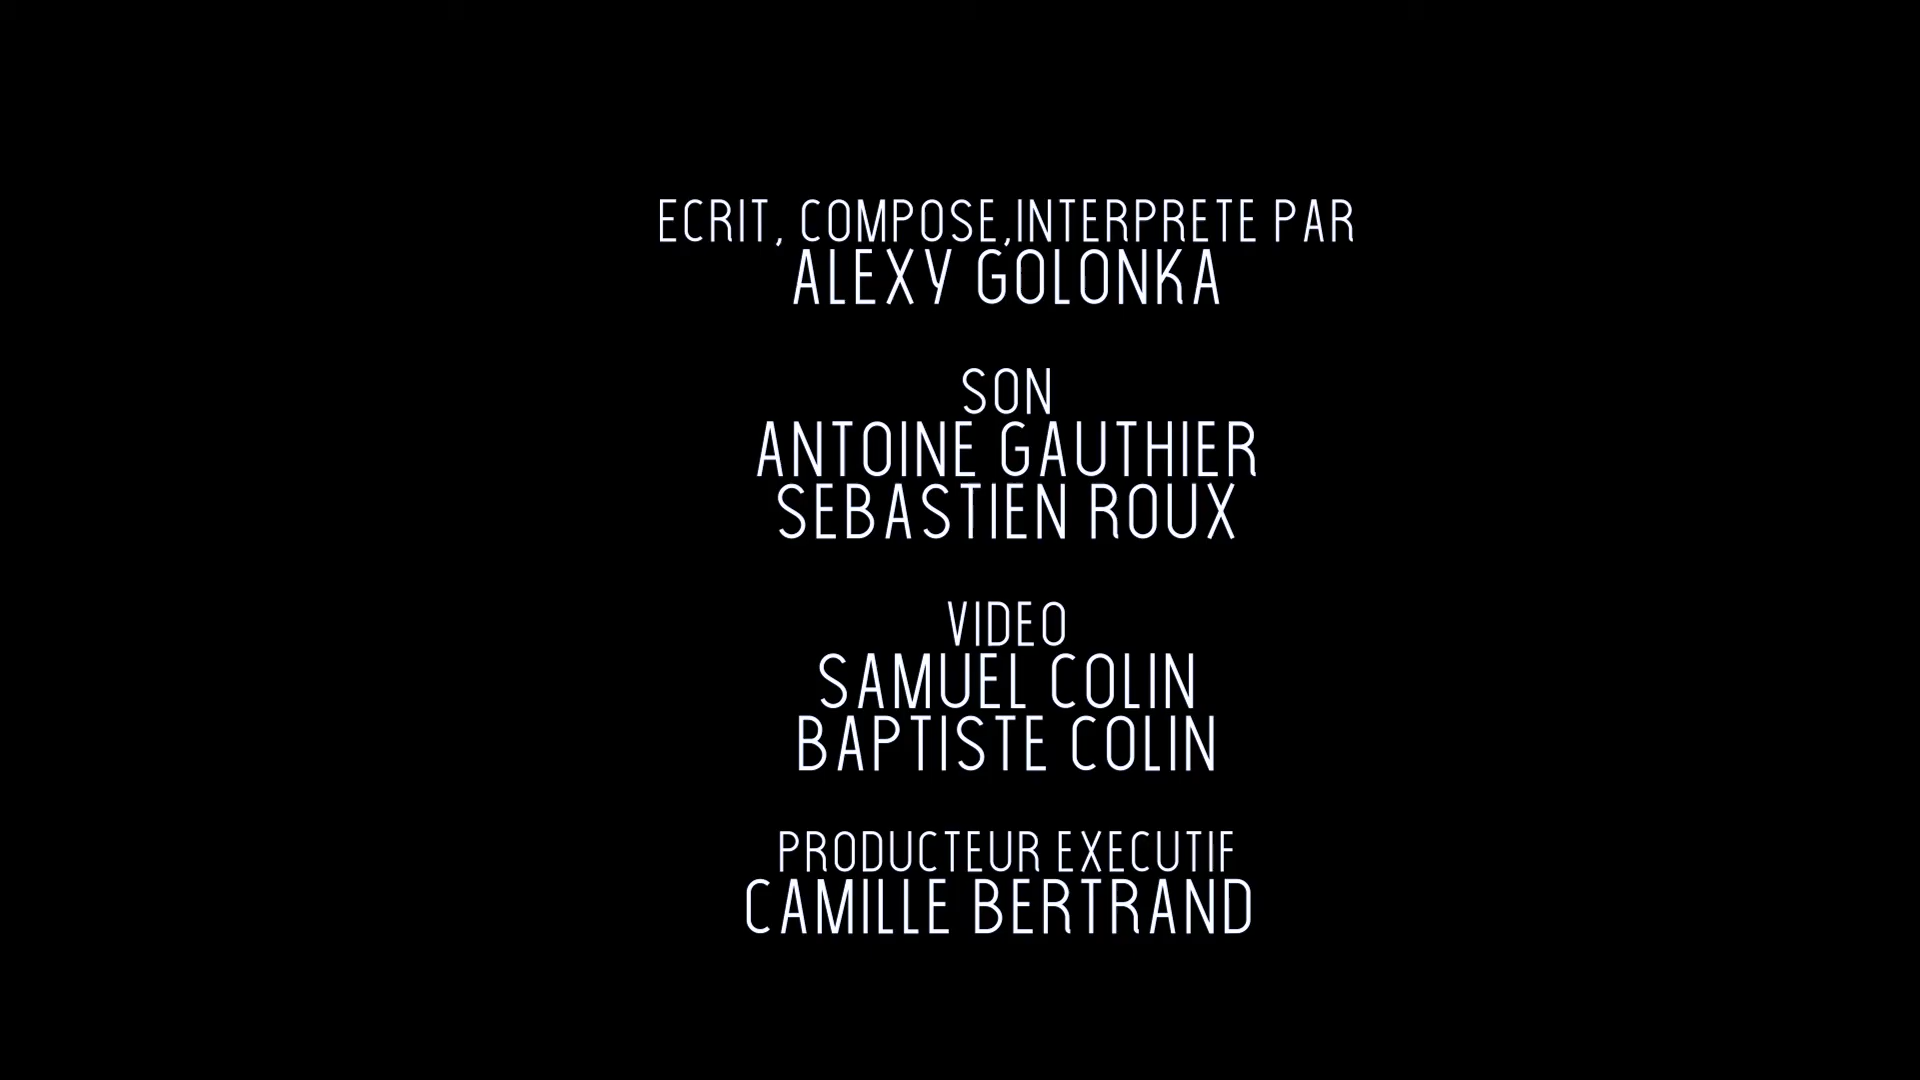 ECRIT, COMPOSE,INTERPRETE PAR
ALEXY GOLONKA
SON
ANTOINE GAUTHIER
SEBASTIEN ROUX
VIDEO
SAMUEL COLIN
BAPTISTE COLIN
PRODUCTEUR EXECUTIF
CAMILLE BERTRAND